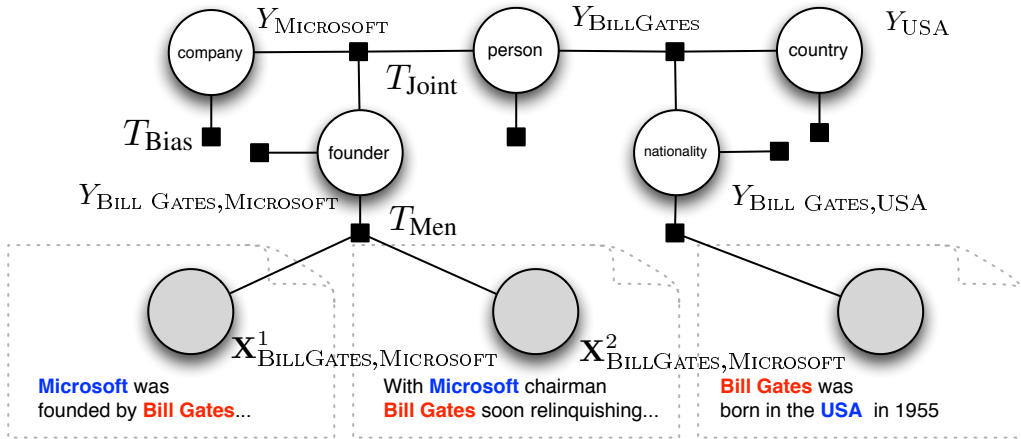 Y_MICROSOFT
Y_BILLGATES
Y_USA
company
person
country
T_Joint
T_Bias
founder
nationality
Y_BILL GATES,MICROSOFT
Y_BILL GATES,USA
T_Men
X^1_BILLGATES,MICROSOFT
X^2_BILLGATES,MICROSOFT
Microsoft was
founded by Bill Gates...
With Microsoft chairman
Bill Gates soon relinquishing...
Bill Gates was
born in the USA in 1955